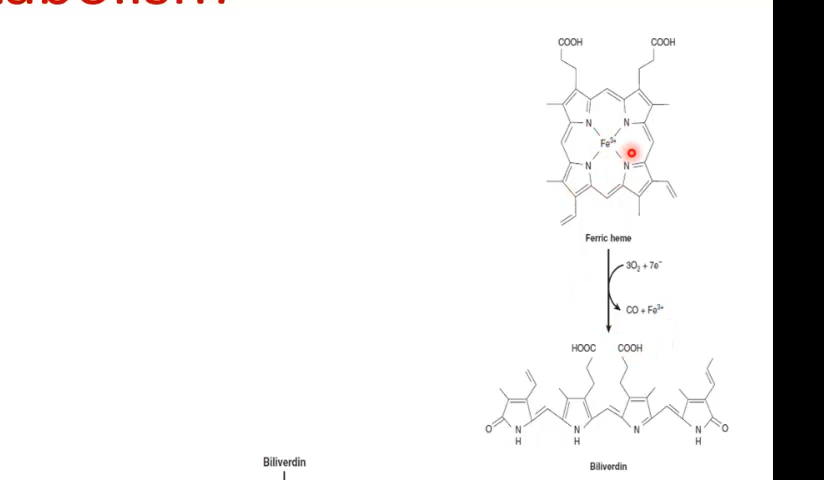 COOH COOH
N N
Fe³⁺
N N
Ferric heme
3O₂ + 7e⁻
CO + Fe³⁺
HOOC COOH
O N N N N O
H H H
Biliverdin
Biliverdin